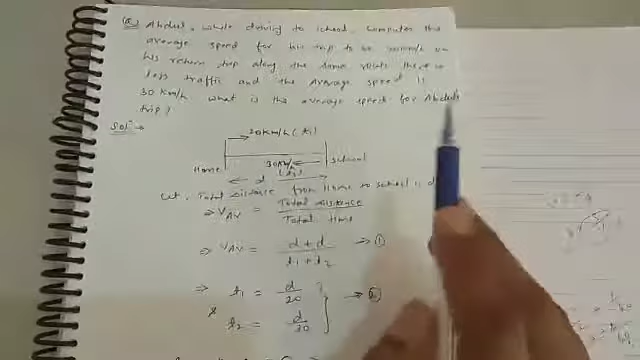 (Q) Abdul, while driving to school, computes the
average speed for his trip to be 20km/h on
his return trip along the same route there is
less traffic and the average speed is
30 km/h what is the average speed for Abdul's
trip?
Sol^n →
20km/h (t1)
30km/h
Home
school
(t2)
d
Let, Total distance from Home to school is d
⇒ VAV = Total distance / Total time
⇒ VAV = d + d / t1 + t2 → ①
⇒ t1 = d/20
→ ②
& t2 = d/30